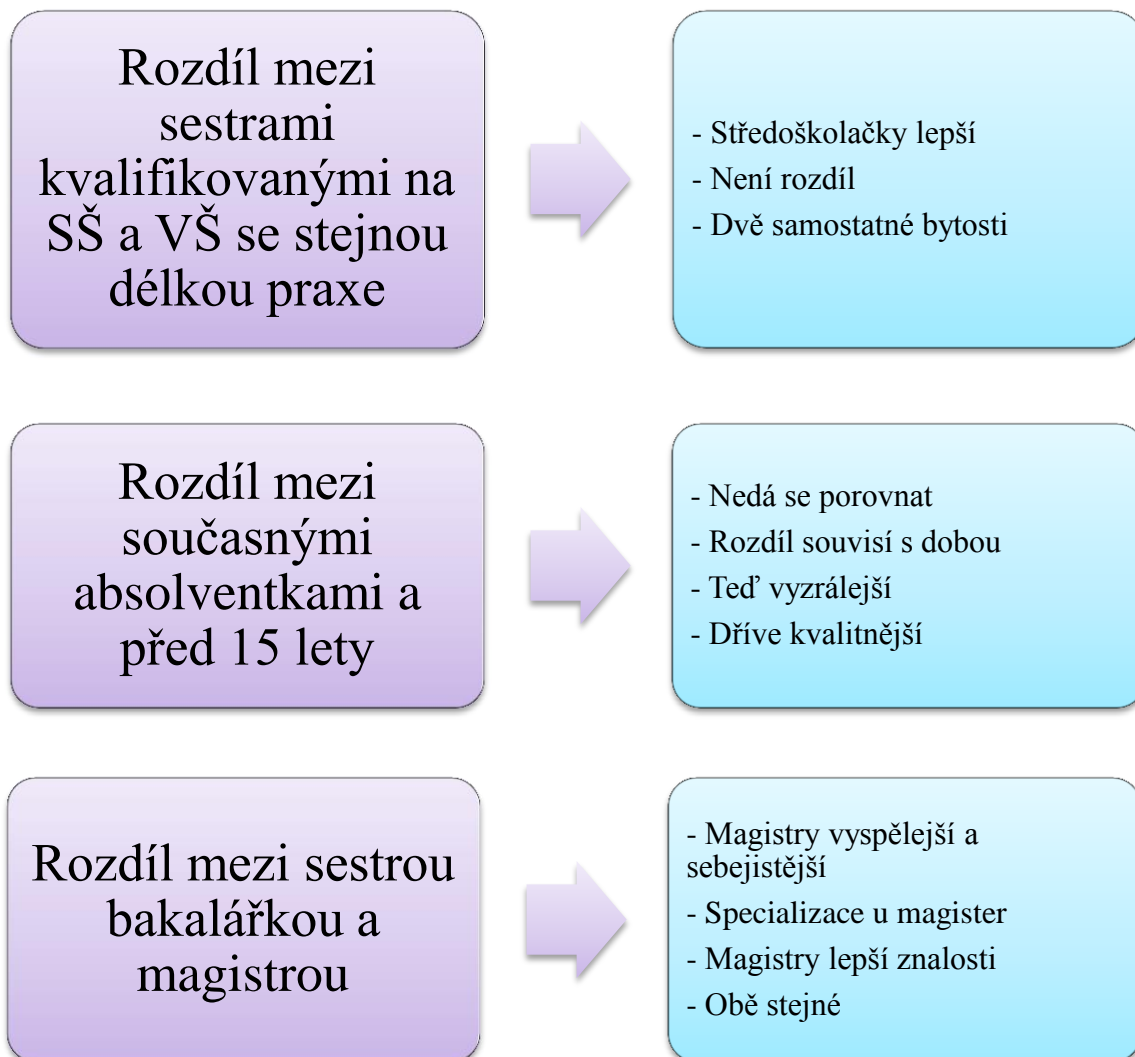 Rozdíl mezi
sestrami
kvalifikovanými na
SŠ a VŠ se stejnou
délkou praxe
- Středoškolačky lepší
- Není rozdíl
- Dvě samostatné bytosti
Rozdíl mezi
současnými
absolventkami a
před 15 lety
- Nedá se porovnat
- Rozdíl souvisí s dobou
- Teď vyzrálejší
- Dříve kvalitnější
Rozdíl mezi sestrou
bakalářkou a
magistrou
- Magistry vyspělejší a
sebejistější
- Specializace u magister
- Magistry lepší znalosti
- Obě stejné